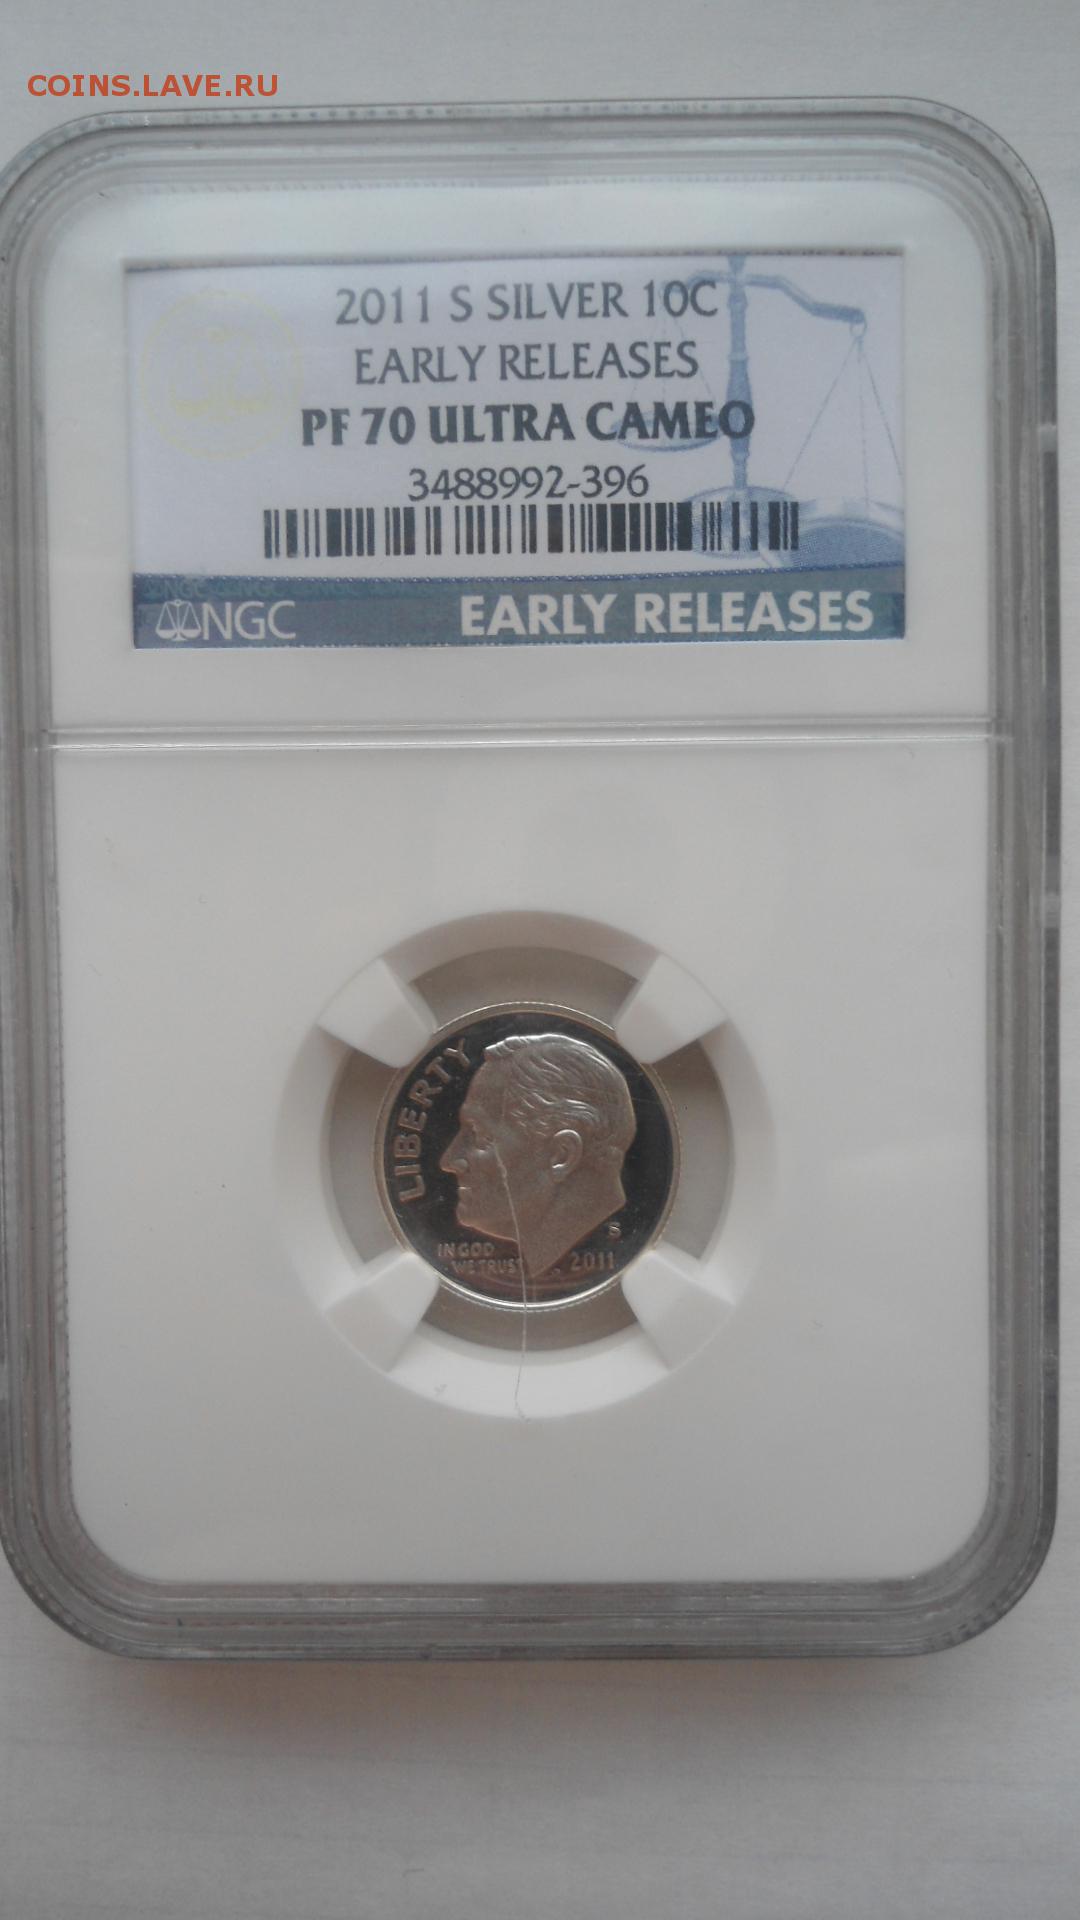 COINS.LAVE.RU
2011 S SILVER 10C
EARLY RELEASES
PF 70 ULTRA CAMEO
3488992-396
NGC EARLY RELEASES
LIBERTY
IN GOD
WE TRUST
S
2011